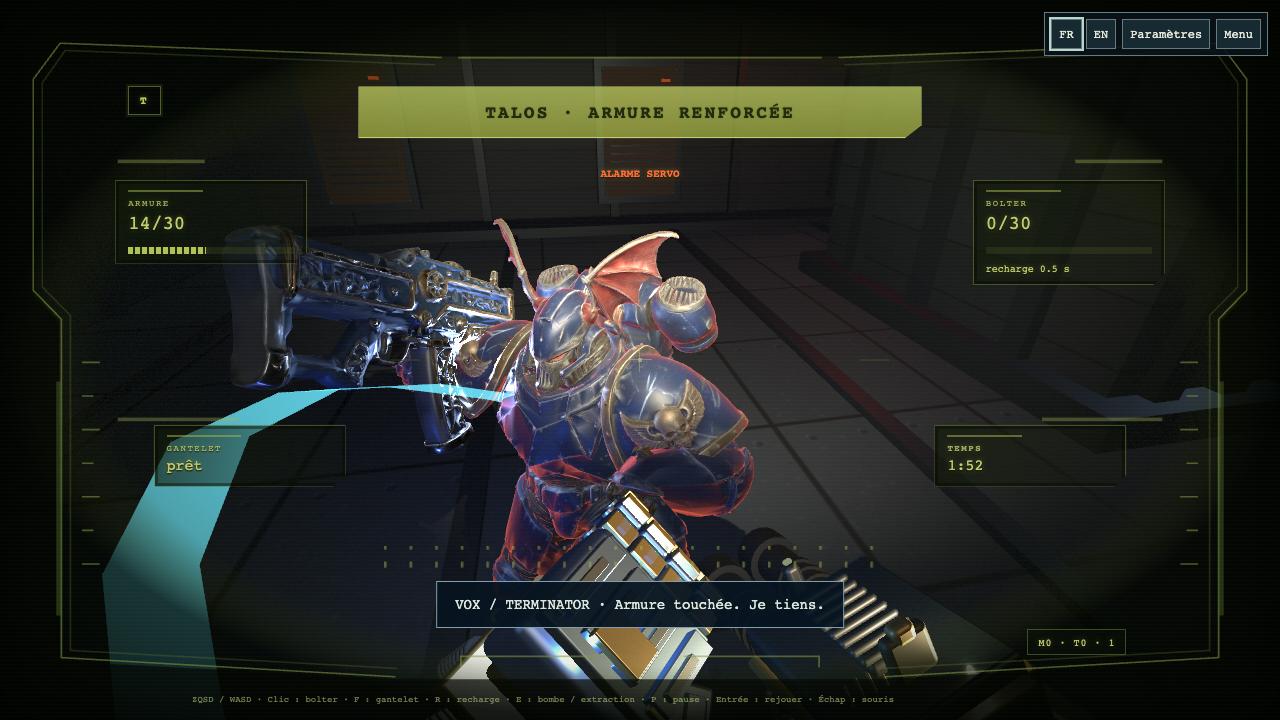 FR EN Paramètres Menu
T
TALOS · ARMURE RENFORCÉE
ALARME SERVO
ARMURE
14/30
BOLTER
0/30
recharge 0.5 s
GANTELET
prêt
TEMPS
1:52
VOX / TERMINATOR · Armure touchée. Je tiens.
M0 · T0 · 1
ZQSD / WASD · Clic : bolter · F : gantelet · R : recharge · E : bombe / extraction · P : pause · Entrée : rejouer · Échap : souris